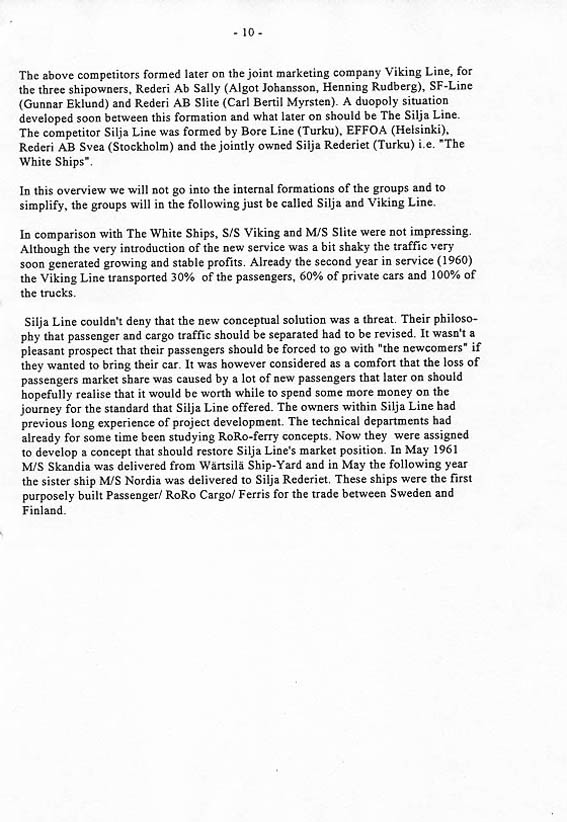 - 10 -
The above competitors formed later on the joint marketing company Viking Line, for
the three shipowners, Rederi Ab Sally (Algot Johansson, Henning Rudberg), SF-Line
(Gunnar Eklund) and Rederi AB Slite (Carl Bertil Myrsten). A duopoly situation
developed soon between this formation and what later on should be The Silja Line.
The competitor Silja Line was formed by Bore Line (Turku), EFFOA (Helsinki),
Rederi AB Svea (Stockholm) and the jointly owned Silja Rederiet (Turku) i.e. "The
White Ships".
In this overview we will not go into the internal formations of the groups and to
simplify, the groups will in the following just be called Silja and Viking Line.
In comparison with The White Ships, S/S Viking and M/S Slite were not impressing.
Although the very introduction of the new service was a bit shaky the traffic very
soon generated growing and stable profits. Already the second year in service (1960)
the Viking Line transported 30% of the passengers, 60% of private cars and 100% of
the trucks.
Silja Line couldn't deny that the new conceptual solution was a threat. Their philoso-
phy that passenger and cargo traffic should be separated had to be revised. It wasn't a
pleasant prospect that their passengers should be forced to go with "the newcomers" if
they wanted to bring their car. It was however considered as a comfort that the loss of
passengers market share was caused by a lot of new passengers that later on should
hopefully realise that it would be worth while to spend some more money on the
journey for the standard that Silja Line offered. The owners within Silja Line had
previous long experience of project development. The technical departments had
already for some time been studying RoRo-ferry concepts. Now they were assigned
to develop a concept that should restore Silja Line's market position. In May 1961
M/S Skandia was delivered from Wärtsilä Ship-Yard and in May the following year
the sister ship M/S Nordia was delivered to Silja Rederiet. These ships were the first
purposely built Passenger/ RoRo Cargo/ Ferris for the trade between Sweden and
Finland.